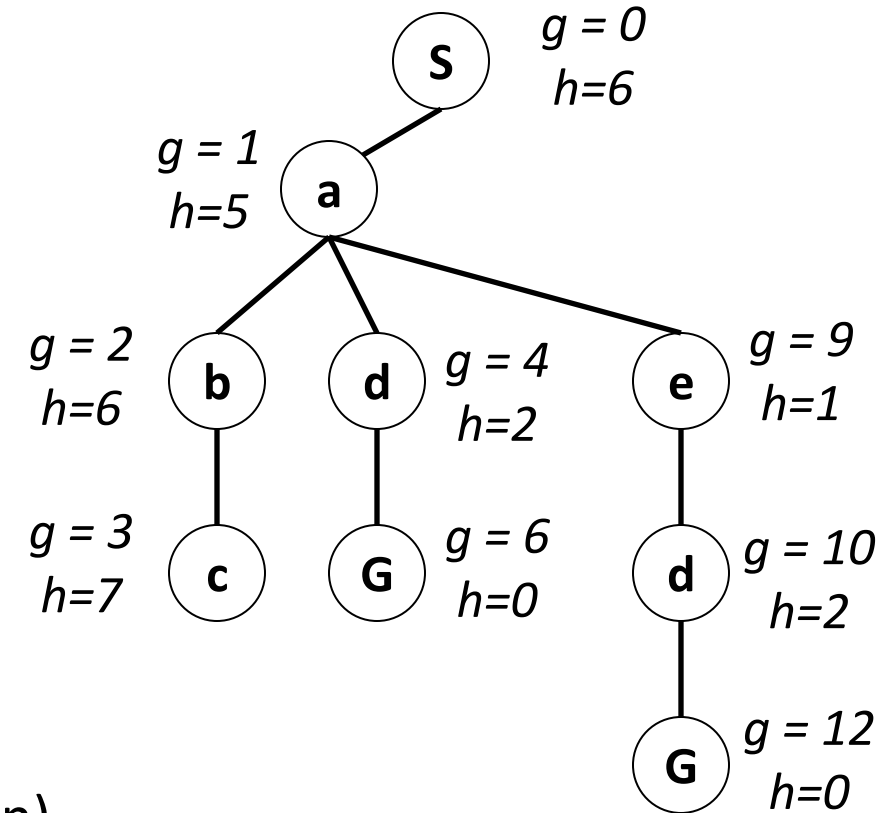 S
g = 0
h=6
g = 1
h=5
a
g = 2
h=6
b
d
g = 4
h=2
e
g = 9
h=1
g = 3
h=7
c
G
g = 6
h=0
d
g = 10
h=2
G
g = 12
h=0